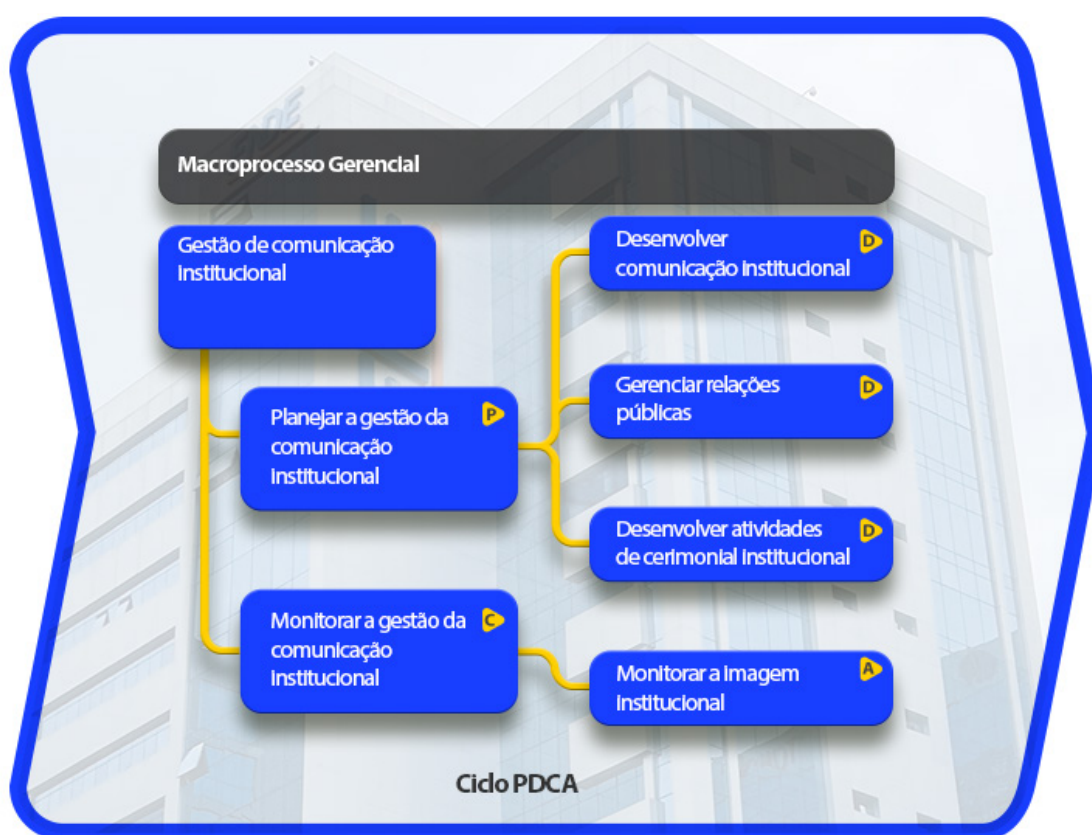 Macroprocesso Gerencial
Gestão de comunicação
institucional
Planejar a gestão da
comunicação
institucional
P
Desenvolver
comunicação institucional
D
Gerenciar relações
públicas
D
Desenvolver atividades
de cerimonial institucional
D
Monitorar a gestão da
comunicação
institucional
C
Monitorar a imagem
institucional
A
Ciclo PDCA